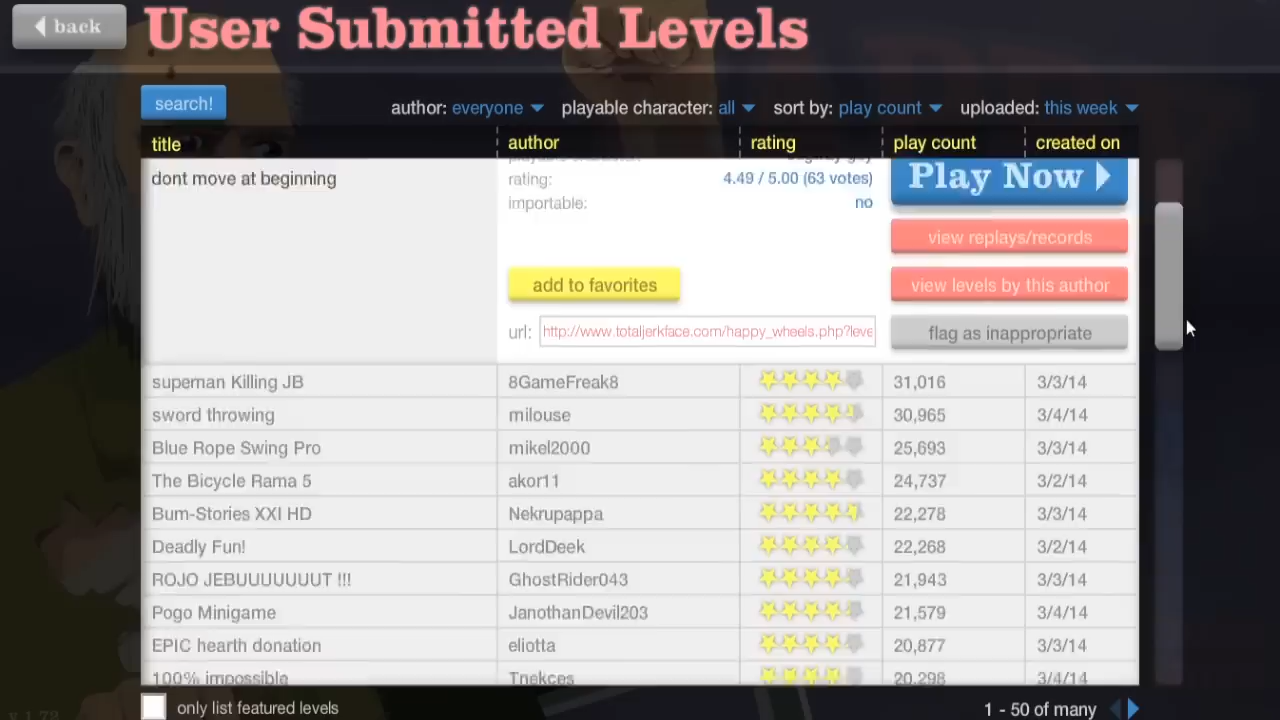 back
User Submitted Levels
search!
author: everyone playable character: all sort by: play count uploaded: this week
title author rating play count created on
playable character:
dont move at beginning
rating: 4.49 / 5.00 (63 votes)
importable: no
Play Now
view replays/records
add to favorites
view levels by this author
url: http://www.totaljerkface.com/happy_wheels.php?leve
flag as inappropriate
supeman Killing JB 8GameFreak8 31,016 3/3/14
sword throwing milouse 30,965 3/4/14
Blue Rope Swing Pro mikel2000 25,693 3/3/14
The Bicycle Rama 5 akor11 24,737 3/2/14
Bum-Stories XXI HD Nekrupappa 22,278 3/3/14
Deadly Fun! LordDeek 22,268 3/2/14
ROJO JEBUUUUUUUT !!! GhostRider043 21,943 3/3/14
Pogo Minigame JanothanDevil203 21,579 3/4/14
EPIC hearth donation eliotta 20,877 3/3/14
100% impossible Tnekces 20,298 3/4/14
only list featured levels
1 - 50 of many
v 1.72